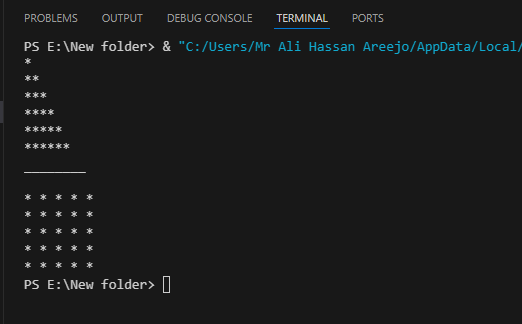 PROBLEMS OUTPUT DEBUG CONSOLE TERMINAL PORTS
PS E:\New folder> & "C:/Users/Mr Ali Hassan Areejo/AppData/Local/
*
**
***
****
*****
******
________
* * * * *
* * * * *
* * * * *
* * * * *
* * * * *
PS E:\New folder>